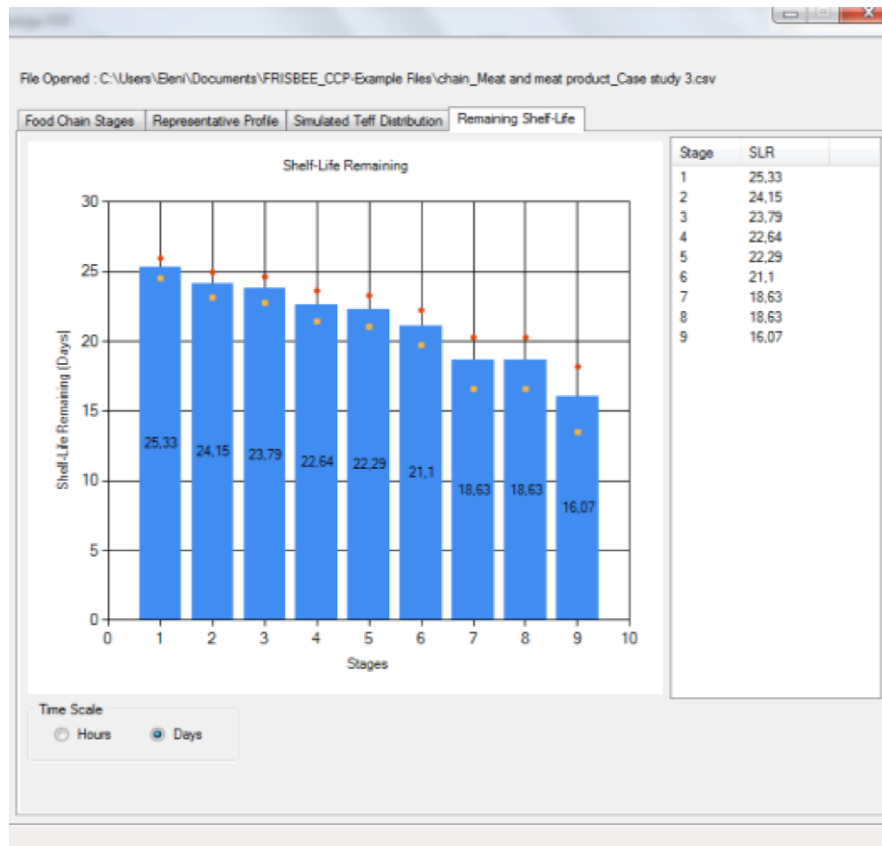 File Opened : C:\Users\Eleni\Documents\FRISBEE_CCP-Example Files\chain_Meat and meat product_Case study 3.csv
Food Chain Stages Representative Profile Simulated Teff Distribution Remaining Shelf-Life
Shelf-Life Remaining
30
25
20
15
10
5
0
Shelf-Life Remaining (Days)
25,33 24,15 23,79 22,64 22,29 21,1 18,63 18,63 16,07
0 1 2 3 4 5 6 7 8 9 10
Stages
Stage SLR
1 25,33
2 24,15
3 23,79
4 22,64
5 22,29
6 21,1
7 18,63
8 18,63
9 16,07
Time Scale
Hours Days